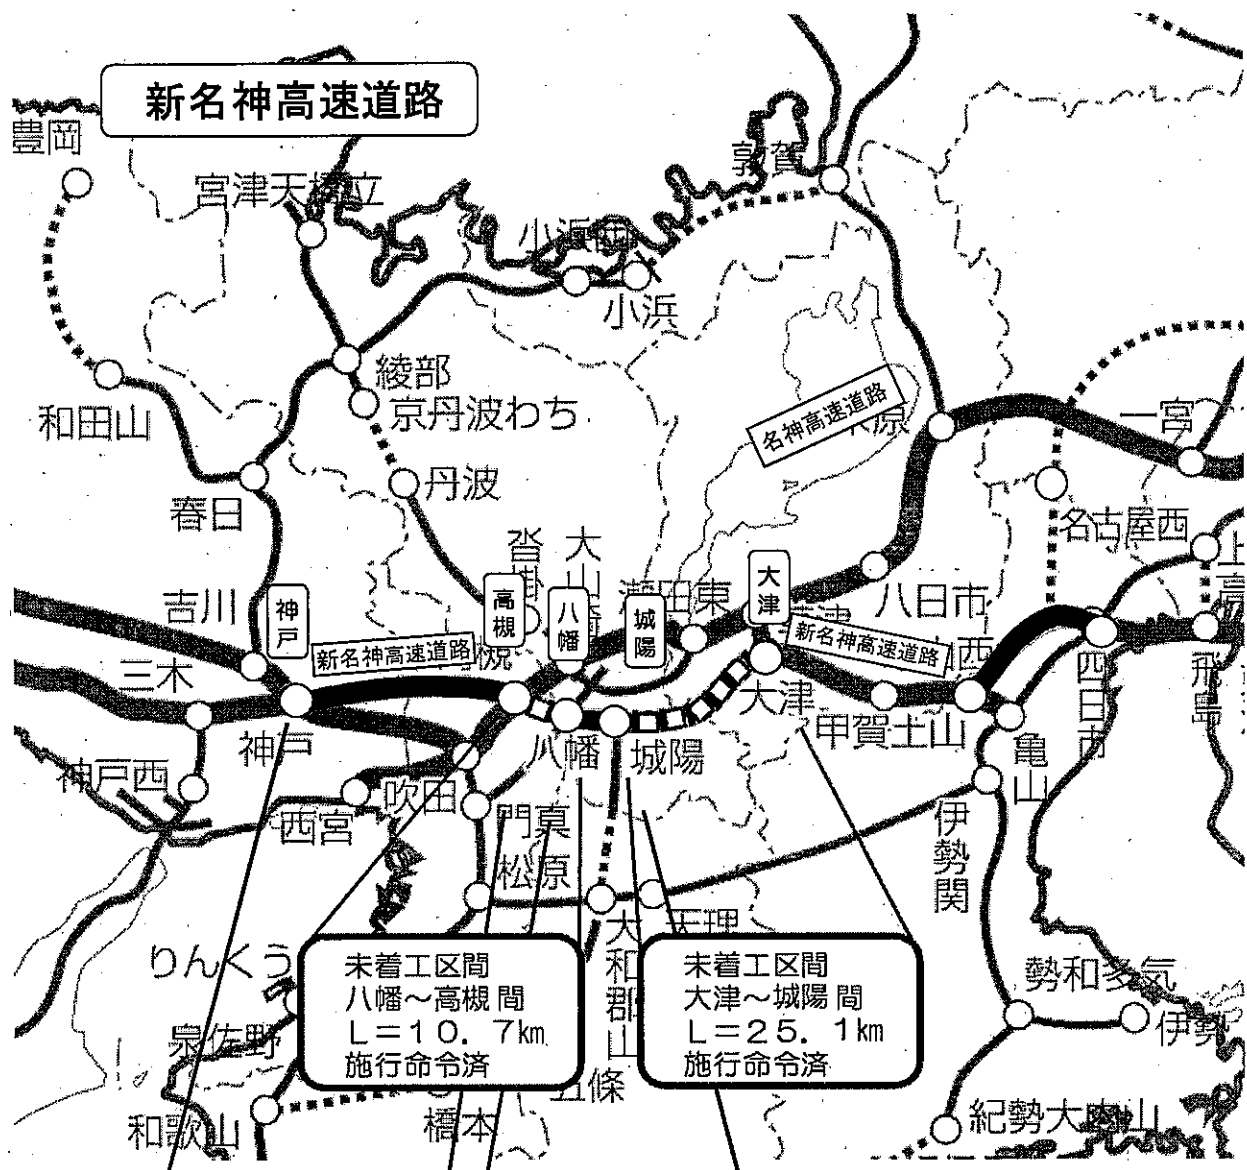 新名神高速道路
豊岡
宮津天橋立
敦賀
小浜西
小浜
綾部
京丹波わち
和田山
名神高速道路
一宮
丹波
春日
名古屋西
沓掛
大山崎
吉川
神戸
高槻
八幡
城陽
瀬田東
大津
八日市
新名神高速道路
新名神高速道路
三木
神戸
八幡
城陽
大津
甲賀土山
四日市
飛島
亀山
神戸西
西宮
吹田
門真
松原
伊勢関
天理
大和郡山
りんくう
泉佐野
未着工区間
八幡～高槻間
L=10.7km
施行命令済
未着工区間
大津～城陽間
L=25.1km
施行命令済
勢和多気
伊勢
五條
橋本
和歌山
紀勢大内山